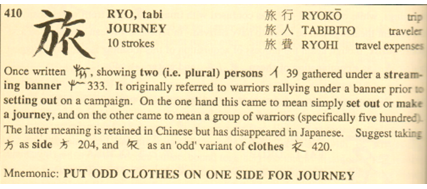 410 旅 RYO, tabi 旅 行 RYOKŌ trip
JOURNEY 旅 人 TABIBITO traveler
10 strokes 旅 費 RYOHI travel expenses
Once written , showing two (i.e. plural) persons 39 gathered under a stream-
ing banner 333. It originally referred to warriors rallying under a banner prior to
setting out on a campaign. On the one hand this came to mean simply set out or make
a journey, and on the other came to mean a group of warriors (specifically five hundred).
The latter meaning is retained in Chinese but has disappeared in Japanese. Suggest taking
方 as side 方 204, and as an 'odd' variant of clothes 衣 420.
Mnemonic: PUT ODD CLOTHES ON ONE SIDE FOR JOURNEY